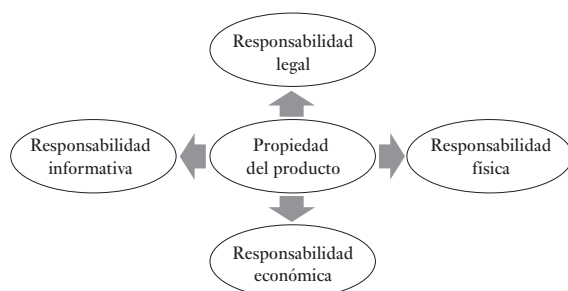 Responsabilidad
legal
Responsabilidad
informativa
Propiedad
del producto
Responsabilidad
física
Responsabilidad
económica